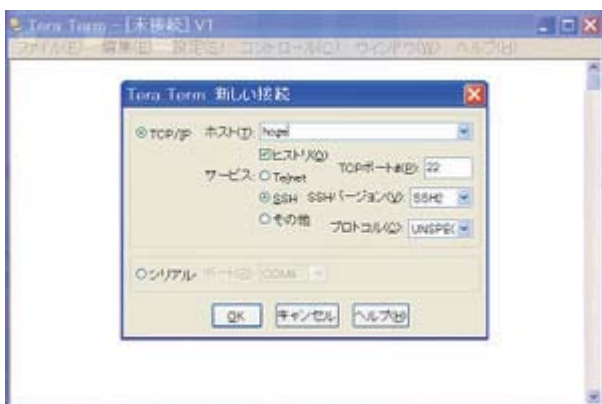 Tera Term - [未接続] VT
ファイル(F) 編集(E) 設定(S) コントロール(O) ウィンドウ(W) ヘルプ(H)
Tera Term 新しい接続
TCP/IP ホスト(T): hoge
ヒストリ(O)
サービス: Telnet TCPポート#(P): 22
SSH SSHバージョン(V): SSH2
その他 プロトコル(C): UNSPEC
シリアル ポート(R): COM6
OK キャンセル ヘルプ(H)